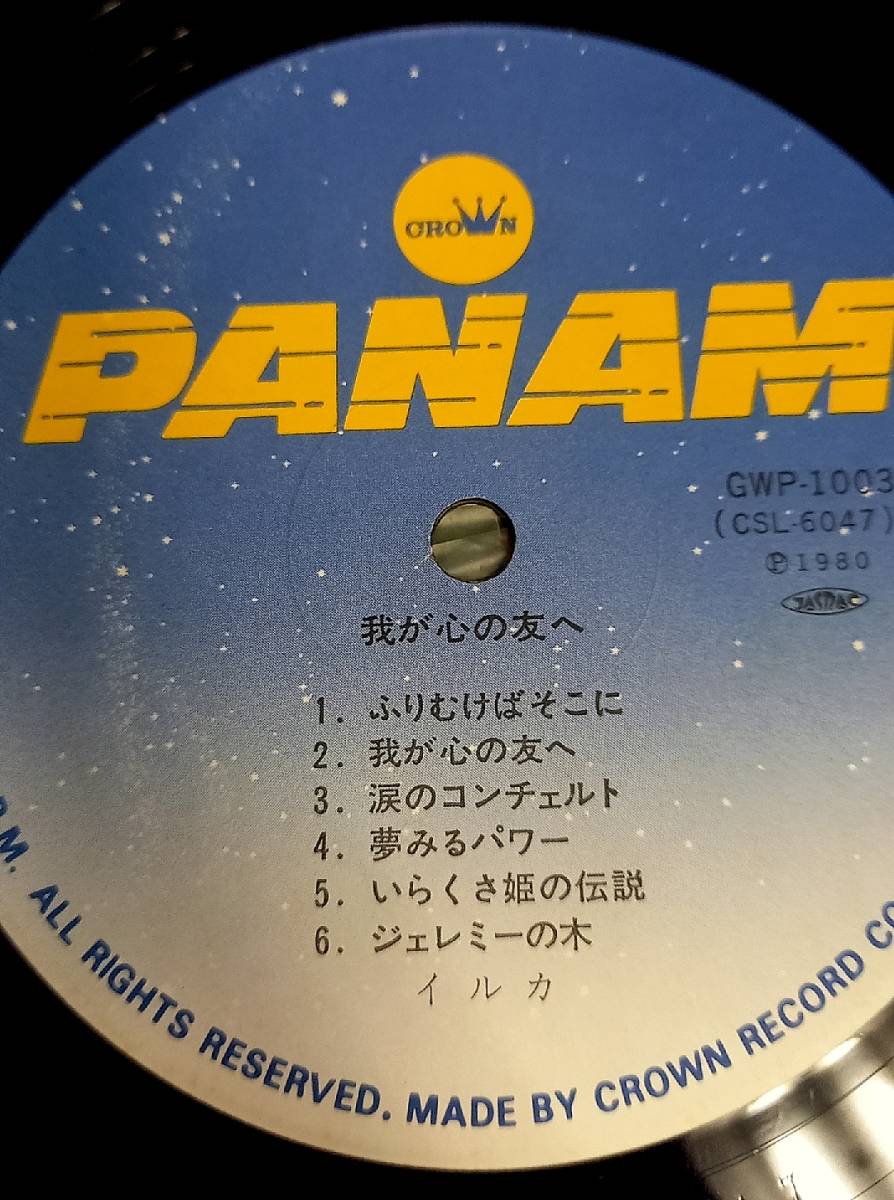 CROWN
PANAM
GWP-1003
(CSL-6047)
Ⓟ1980
JASRAC
我が心の友へ
1. ふりむけばそこに
2. 我が心の友へ
3. 涙のコンチェルト
4. 夢みるパワー
5. いらくさ姫の伝説
6. ジェレミーの木
イルカ
ALL RIGHTS RESERVED. MADE BY CROWN RECORD CO